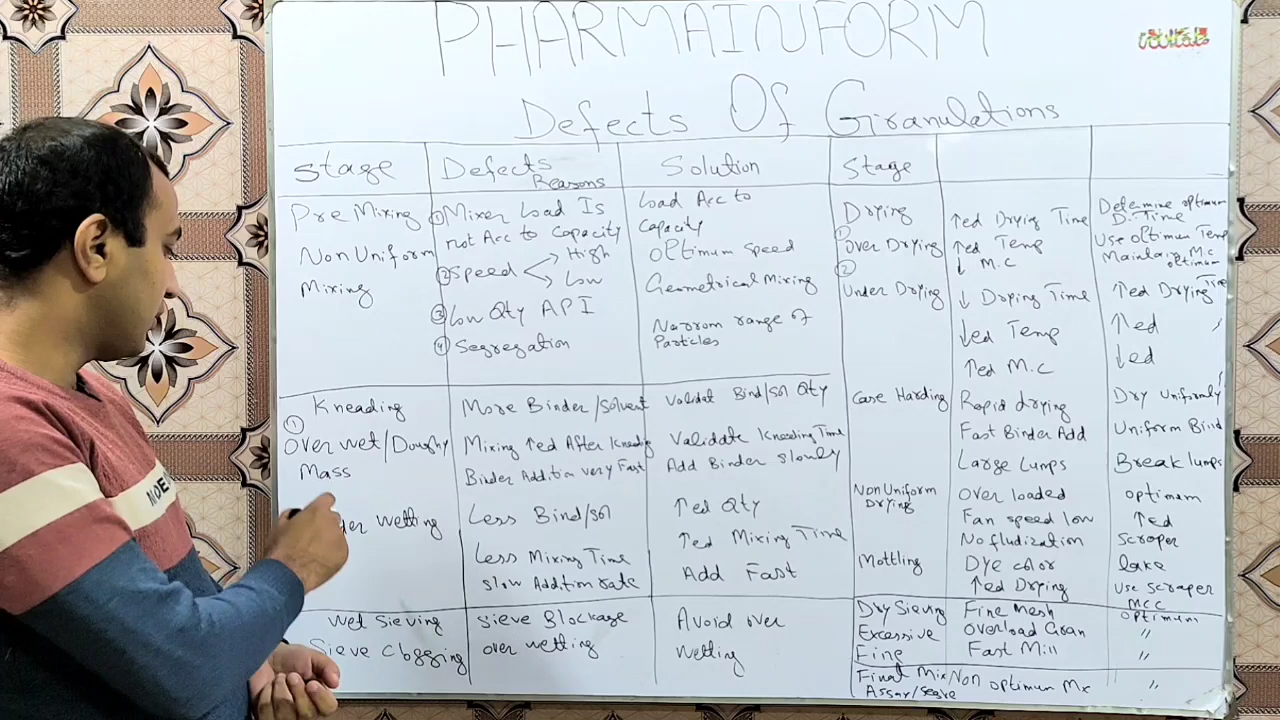 PHARMAINFORM
Defects Of Granulations
Stage
Defects
Reasons
Solution
Stage
Pre Mixing
Non Uniform
Mixing
① Mixer Load Is
not Acc to Capacity
② Speed
High
Low
③ Low Qty API
④ Segregation
Load Acc to
Capacity
Optimum Speed
Geometrical Mixing
range of
Particles
Kneading
①
Over wet/Doughy
Mass
wetting
More Binder/Solvent
Mixing ↑ed After
Binder Addition very Fast
Less Bind/sol
Less Mixing Time
slow Addtion rate
Validat Bind/sol Qty
Validate Kneading Time
Add Binder slowly
↑ed Qty
↑ed Mixing Time
Add Fast
Wet Sieving
Sieve Clogging
Sieve Blockage
over wetting
Avoid over
Wetting
Drying
①
Over Drying
②
Under Drying
↑ed Drying Time
↑ed Temp
↓ M.C
↓ Drying Time
↓ed Temp
↑ed M.C
Determine optimum
D.Time
Use optimum Temp
Maintain M.C
optimum
↑ed Drying Time
↑ed "
↓ed
Case Harding
Rapid drying
Fast Binder Add
Large Lumps
Dry Uniformly
Uniform Bind
Break lumps
Non Uniform
Drying
Over loaded
Fan speed low
No fludization
optimum
↑ed
scraper
Mottling
Dye color
↑ed Drying
lake
Use scraper
MCC
Dry Sieving
Excessive
Fine
Fine Mesh
Overload Gran
Fast Mill
optimum
"
"
Final Mix
Non optimum Mx
"
NOE